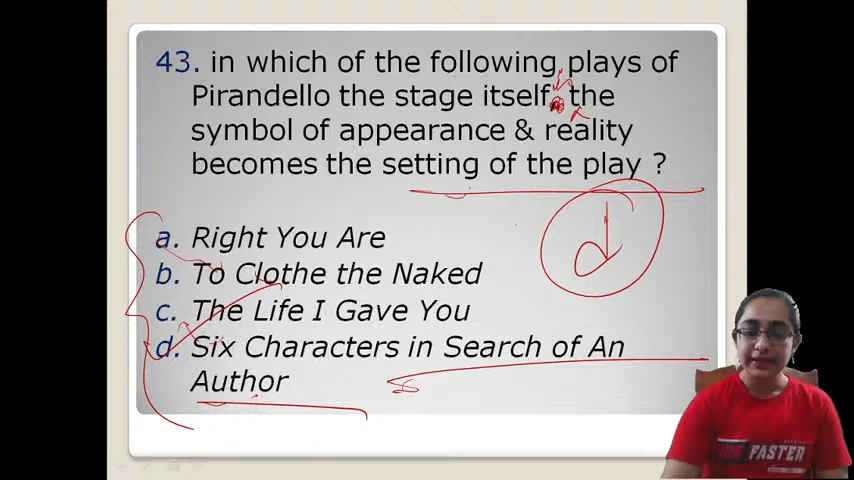 43. in which of the following plays of
Pirandello the stage itself, the
symbol of appearance & reality
becomes the setting of the play ?
a. Right You Are
b. To Clothe the Naked
c. The Life I Gave You
d. Six Characters in Search of An
Author
d
FASTER